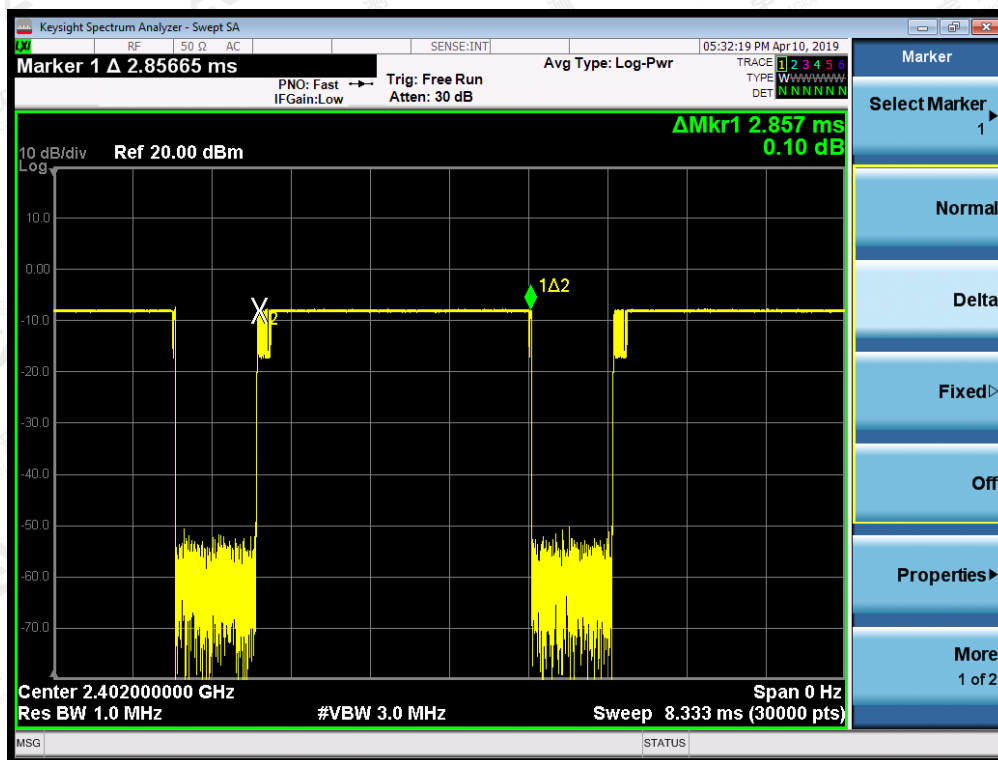 Keysight Spectrum Analyzer - Swept SA
LXI RF 50 Ω AC SENSE:INT 05:32:19 PM Apr 10, 2019
Marker 1 Δ 2.85665 ms
PNO: Fast
IFGain:Low
Trig: Free Run
Atten: 30 dB
Avg Type: Log-Pwr
TRACE 1 2 3 4 5 6
TYPE WWWWWW
DET N N N N N N
ΔMkr1 2.857 ms
0.10 dB
10 dB/div Ref 20.00 dBm
Log
10.0
0.00
-10.0
-20.0
-30.0
-40.0
-50.0
-60.0
-70.0
X2
1Δ2
Center 2.402000000 GHz Span 0 Hz
Res BW 1.0 MHz #VBW 3.0 MHz Sweep 8.333 ms (30000 pts)
MSG STATUS
Marker
Select Marker
1
Normal
Delta
Fixed
Off
Properties
More
1 of 2